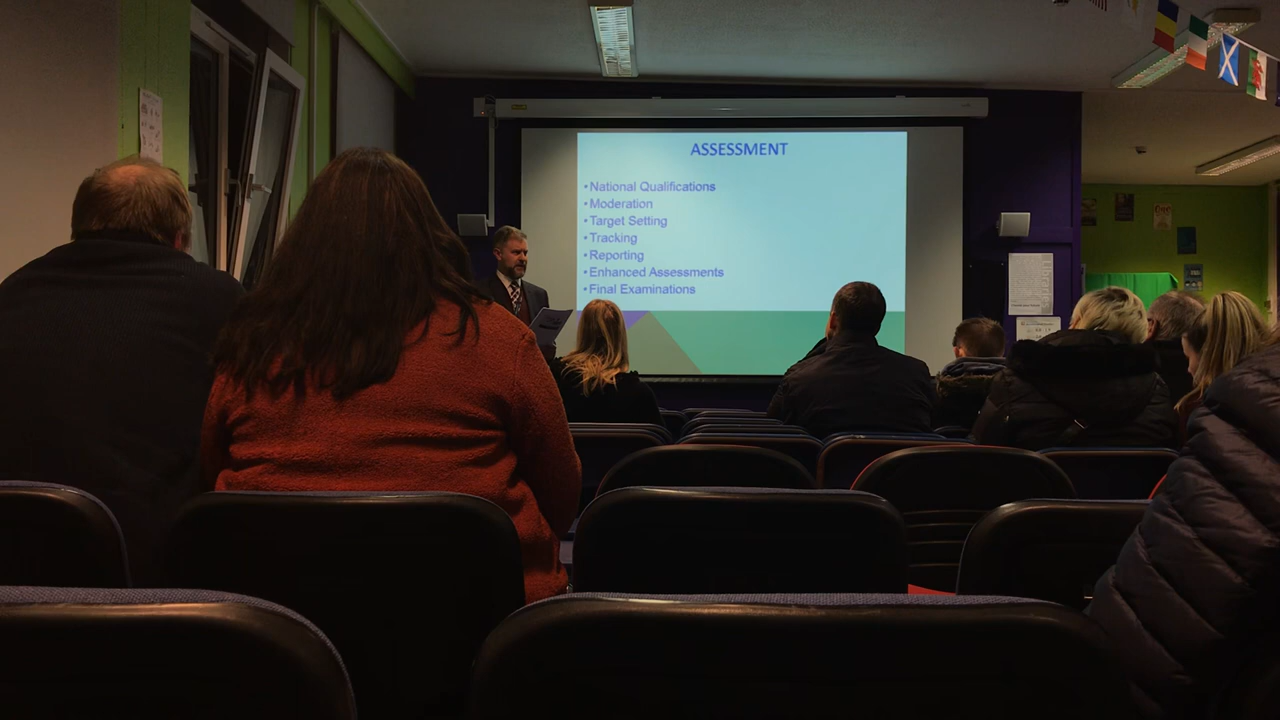 ASSESSMENT
•National Qualifications
•Moderation
•Target Setting
•Tracking
•Reporting
•Enhanced Assessments
•Final Examinations